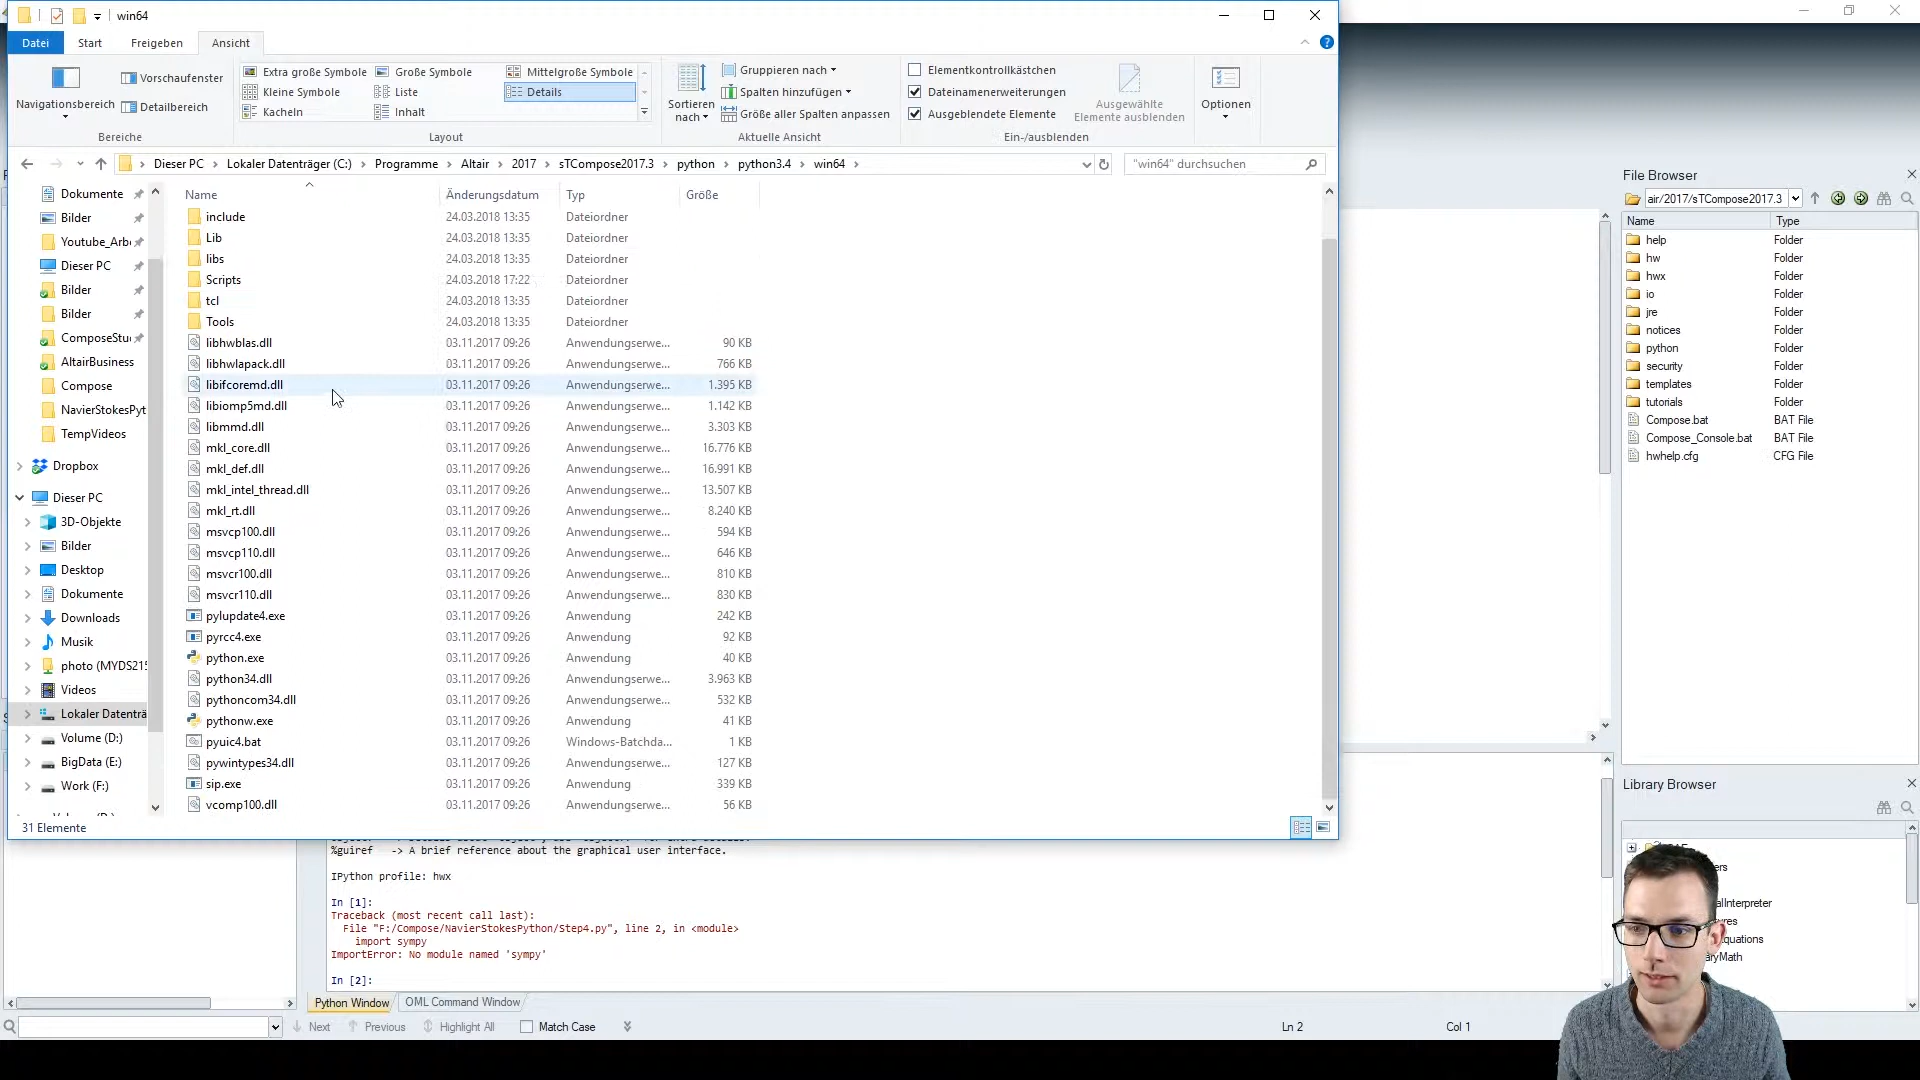 win64
Datei Start Freigeben Ansicht
Navigationsbereich
Vorschaufenster
Detailbereich
Bereiche
Extra große Symbole Große Symbole Mittelgroße Symbole
Kleine Symbole Liste Details
Kacheln Inhalt
Layout
Sortieren nach
Gruppieren nach
Spalten hinzufügen
Größe aller Spalten anpassen
Aktuelle Ansicht
Elementkontrollkästchen
Dateinamenerweiterungen
Ausgeblendete Elemente
Ausgewählte Elemente ausblenden
Ein-/ausblenden
Optionen
Dieser PC Lokaler Datenträger (C:) Programme Altair 2017 sTCompose2017.3 python python3.4 win64
"win64" durchsuchen
Dokumente
Bilder
Youtube_Arb
Dieser PC
Bilder
Bilder
ComposeStu
AltairBusiness
Compose
NavierStokesPyt
TempVideos
Dropbox
Dieser PC
3D-Objekte
Bilder
Desktop
Dokumente
Downloads
Musik
photo (MYDS215
Videos
Lokaler Datenträ
Volume (D:)
BigData (E:)
Work (F:)
Name Änderungsdatum Typ Größe
include 24.03.2018 13:35 Dateiordner
Lib 24.03.2018 13:35 Dateiordner
libs 24.03.2018 13:35 Dateiordner
Scripts 24.03.2018 17:22 Dateiordner
tcl 24.03.2018 13:35 Dateiordner
Tools 24.03.2018 13:35 Dateiordner
libhwblas.dll 03.11.2017 09:26 Anwendungserwe... 90 KB
libhwlapack.dll 03.11.2017 09:26 Anwendungserwe... 766 KB
libifcoremd.dll 03.11.2017 09:26 Anwendungserwe... 1.395 KB
libiomp5md.dll 03.11.2017 09:26 Anwendungserwe... 1.142 KB
libmmd.dll 03.11.2017 09:26 Anwendungserwe... 3.303 KB
mkl_core.dll 03.11.2017 09:26 Anwendungserwe... 16.776 KB
mkl_def.dll 03.11.2017 09:26 Anwendungserwe... 16.991 KB
mkl_intel_thread.dll 03.11.2017 09:26 Anwendungserwe... 13.507 KB
mkl_rt.dll 03.11.2017 09:26 Anwendungserwe... 8.240 KB
msvcp100.dll 03.11.2017 09:26 Anwendungserwe... 594 KB
msvcp110.dll 03.11.2017 09:26 Anwendungserwe... 646 KB
msvcr100.dll 03.11.2017 09:26 Anwendungserwe... 810 KB
msvcr110.dll 03.11.2017 09:26 Anwendungserwe... 830 KB
pylupdate4.exe 03.11.2017 09:26 Anwendung 242 KB
pyrcc4.exe 03.11.2017 09:26 Anwendung 92 KB
python.exe 03.11.2017 09:26 Anwendung 40 KB
python34.dll 03.11.2017 09:26 Anwendungserwe... 3.963 KB
pythoncom34.dll 03.11.2017 09:26 Anwendungserwe... 532 KB
pythonw.exe 03.11.2017 09:26 Anwendung 41 KB
pyuic4.bat 03.11.2017 09:26 Windows-Batchda... 1 KB
pywintypes34.dll 03.11.2017 09:26 Anwendungserwe... 127 KB
sip.exe 03.11.2017 09:26 Anwendung 339 KB
vcomp100.dll 03.11.2017 09:26 Anwendungserwe... 56 KB
31 Elemente
File Browser
air/2017/sTCompose2017.3
Name Type
help Folder
hw Folder
hwx Folder
io Folder
jre Folder
notices Folder
python Folder
security Folder
templates Folder
tutorials Folder
Compose.bat BAT File
Compose_Console.bat BAT File
hwhelp.cfg CFG File
Library Browser
alInterpreter
%guiref -> A brief reference about the graphical user interface.
IPython profile: hwx
In [1]:
Traceback (most recent call last):
File "F:/Compose/NavierStokesPython/Step4.py", line 2, in <module>
import sympy
ImportError: No module named 'sympy'
In [2]:
Python Window OML Command Window
Next Previous Highlight All Match Case
Ln 2 Col 1